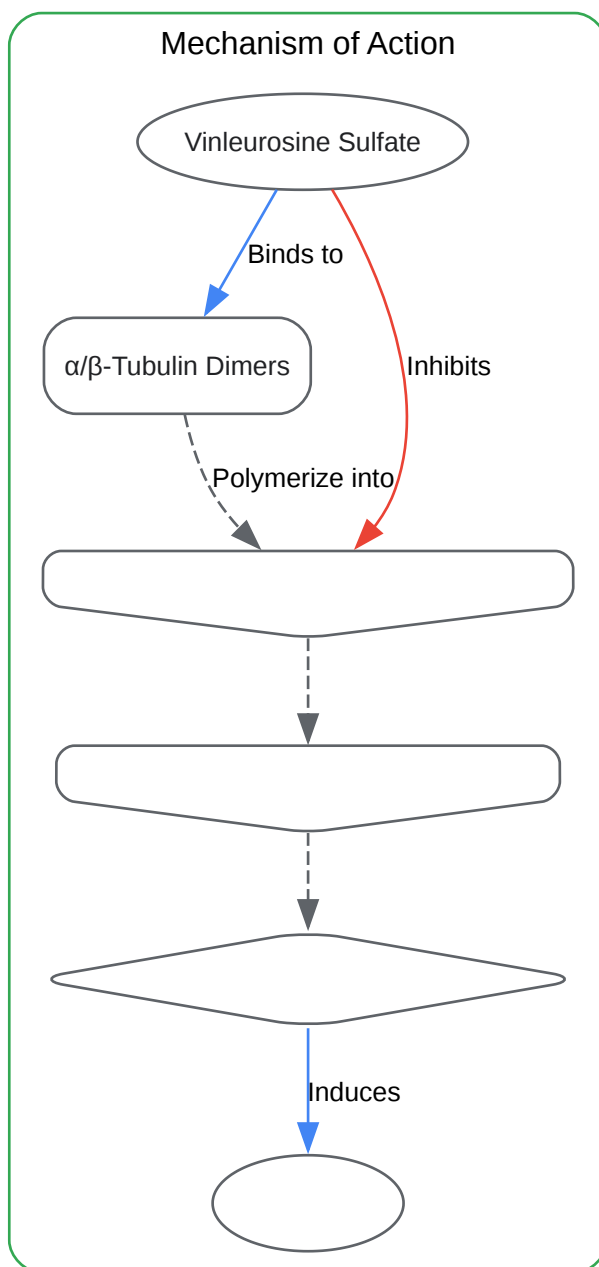 Mechanism of Action
Vinleurosine Sulfate
Binds to
α/β-Tubulin Dimers
Inhibits
Polymerize into
Induces